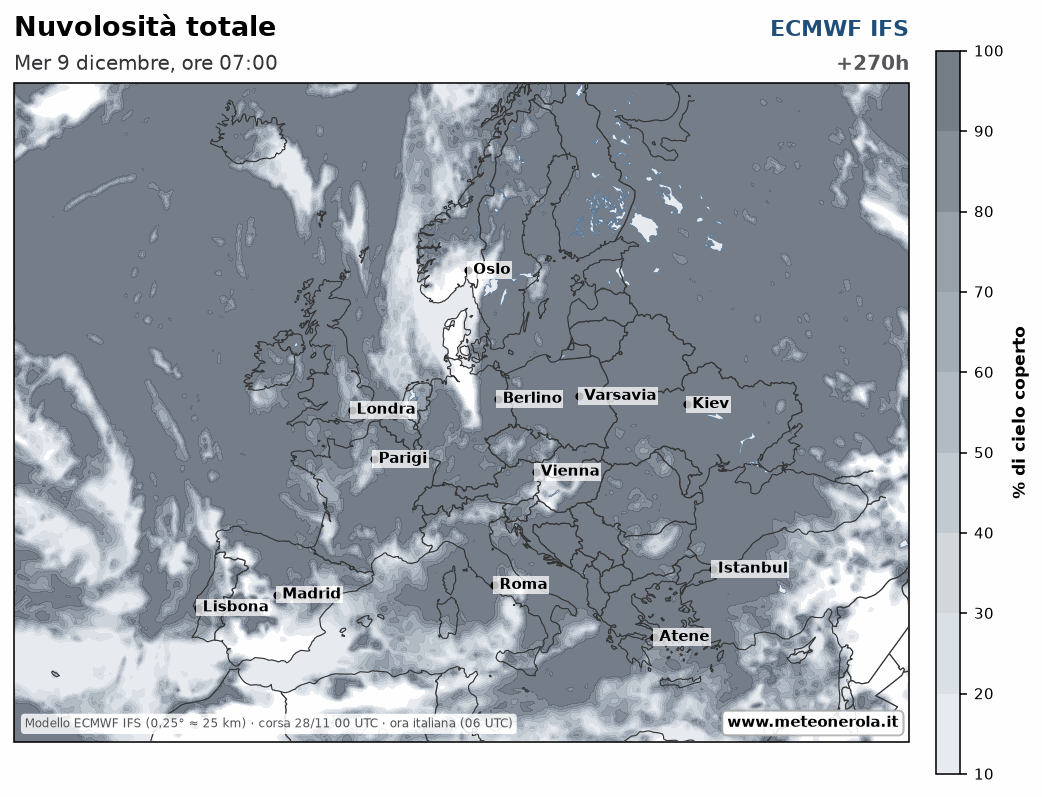 Nuvolosità totale
ECMWF IFS
Mer 9 dicembre, ore 07:00
+270h
Oslo
Londra
Berlino
Varsavia
Kiev
Parigi
Vienna
Istanbul
Roma
Madrid
Lisbona
Atene
Modello ECMWF IFS (0,25° ≈ 25 km) · corsa 28/11 00 UTC · ora italiana (06 UTC)
www.meteonerola.it
100
90
80
70
60
50
40
30
20
10
% di cielo coperto